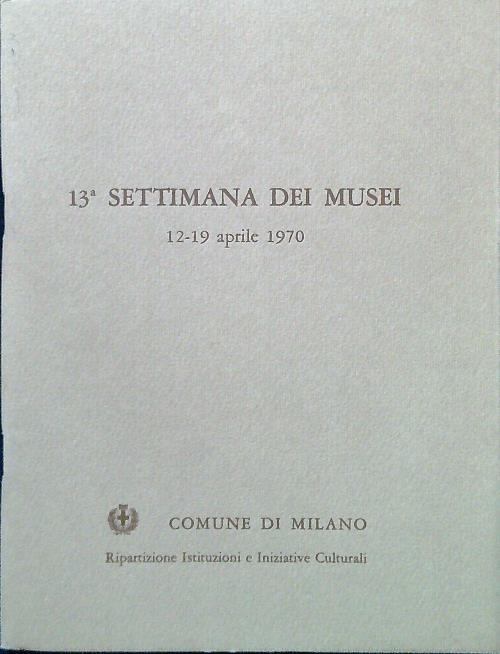 13ª SETTIMANA DEI MUSEI
12-19 aprile 1970
COMUNE DI MILANO
Ripartizione Istituzioni e Iniziative Culturali